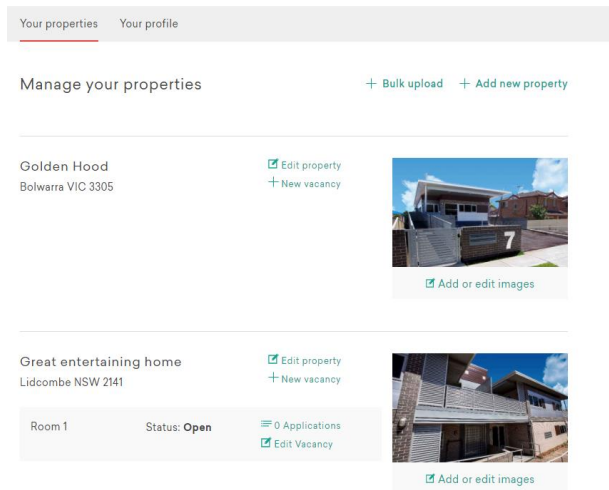 Your properties Your profile
Manage your properties + Bulk upload + Add new property
Golden Hood Edit property
Bolwarra VIC 3305 + New vacancy
7
Add or edit images
Great entertaining home Edit property
Lidcombe NSW 2141 + New vacancy
Room 1 Status: Open 0 Applications
Edit Vacancy
Add or edit images